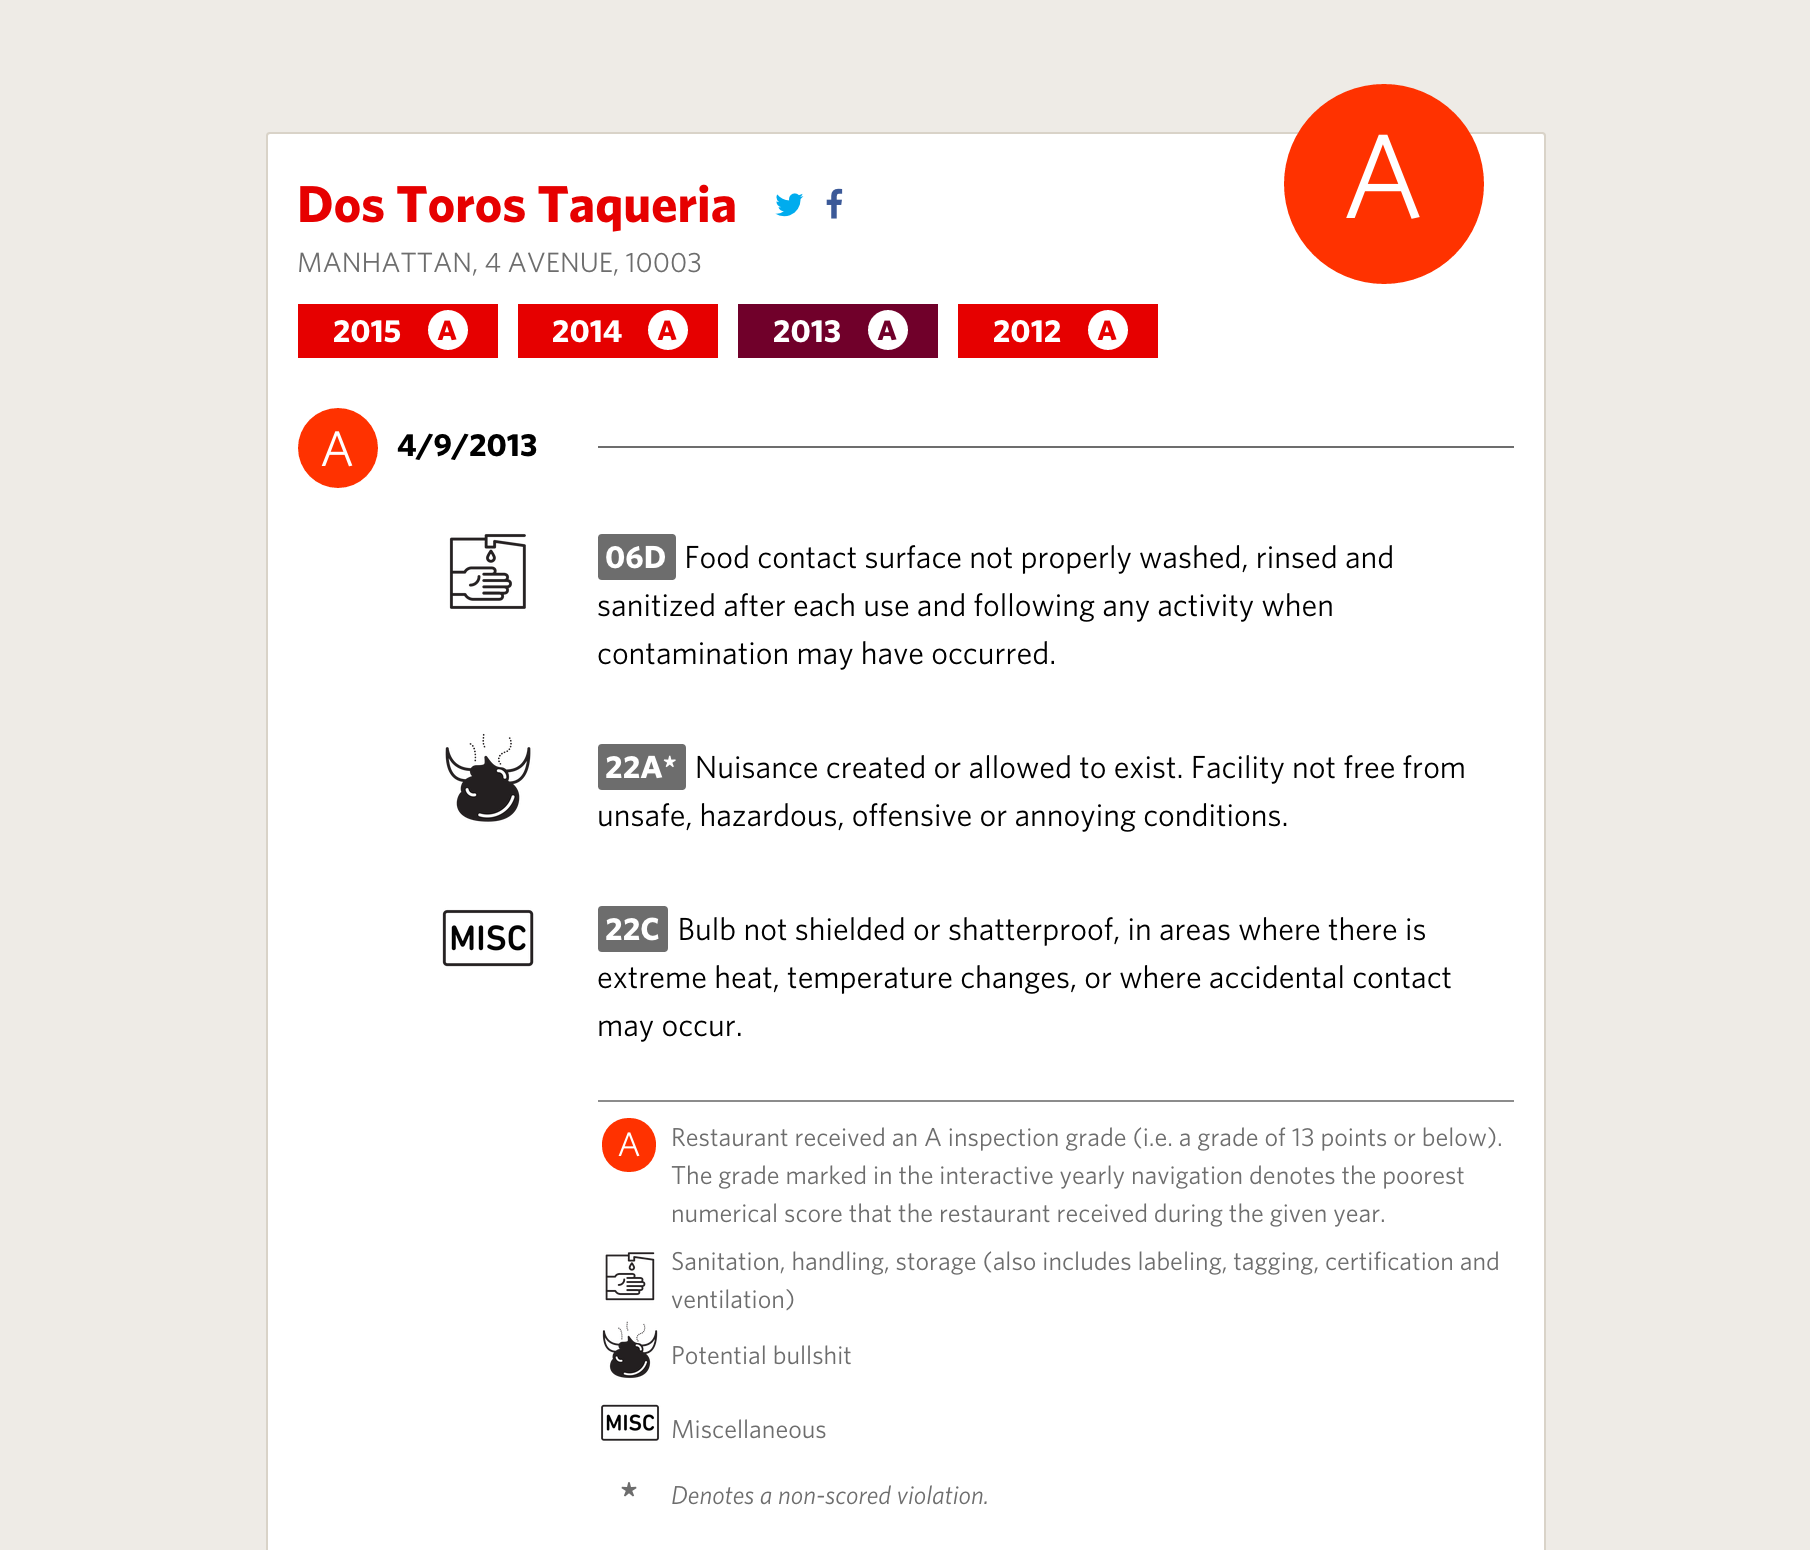 A
Dos Toros Taqueria
MANHATTAN, 4 AVENUE, 10003
2015 A 2014 A 2013 A 2012 A
A 4/9/2013
06D Food contact surface not properly washed, rinsed and
sanitized after each use and following any activity when
contamination may have occurred.
22A* Nuisance created or allowed to exist. Facility not free from
unsafe, hazardous, offensive or annoying conditions.
MISC 22C Bulb not shielded or shatterproof, in areas where there is
extreme heat, temperature changes, or where accidental contact
may occur.
A Restaurant received an A inspection grade (i.e. a grade of 13 points or below).
The grade marked in the interactive yearly navigation denotes the poorest
numerical score that the restaurant received during the given year.
Sanitation, handling, storage (also includes labeling, tagging, certification and
ventilation)
Potential bullshit
MISC Miscellaneous
* Denotes a non-scored violation.